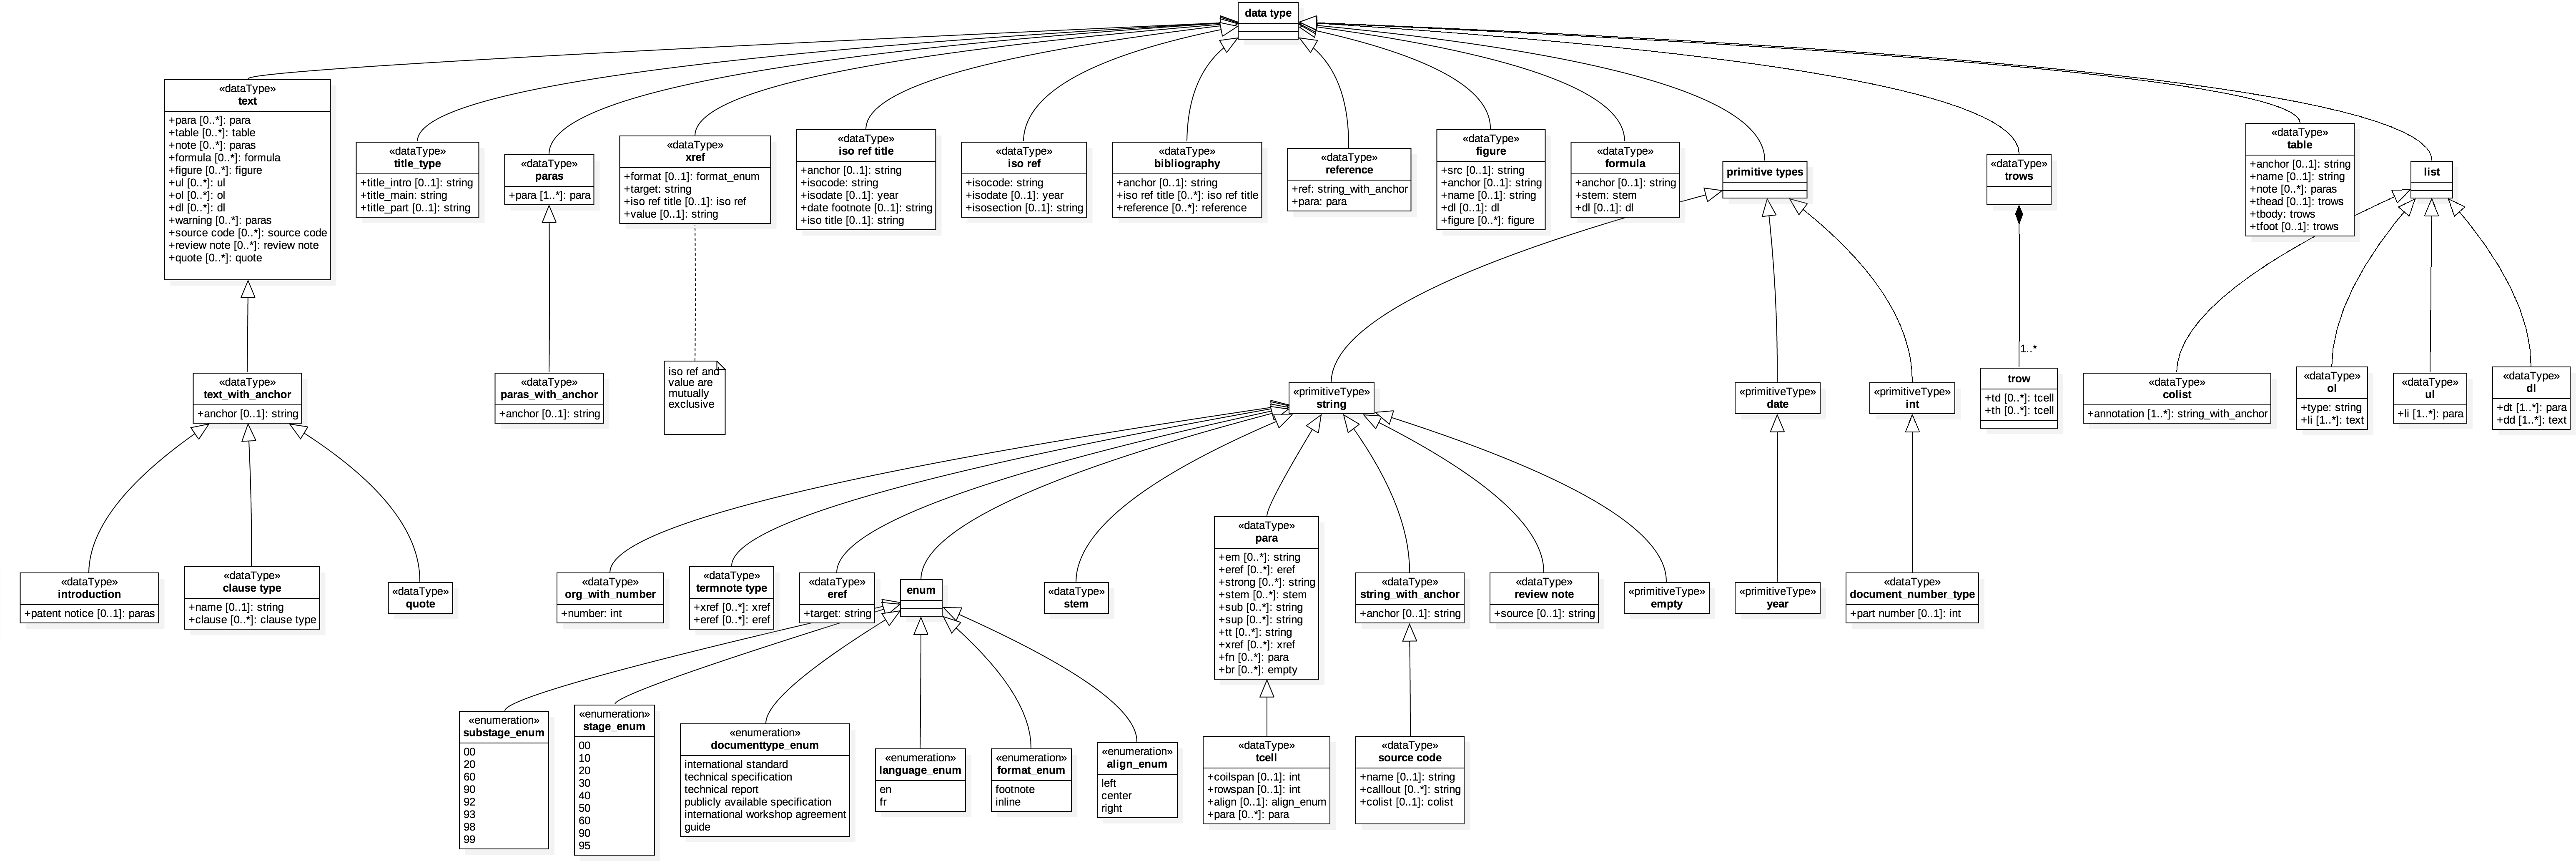 data type
«dataType»
text
+para [0..*]: para
+table [0..*]: table
+note [0..*]: paras
+formula [0..*]: formula
+figure [0..*]: figure
+ul [0..*]: ul
+ol [0..*]: ol
+dl [0..*]: dl
+warning [0..*]: paras
+source code [0..*]: source code
+review note [0..*]: review note
+quote [0..*]: quote
«dataType»
title_type
+title_intro [0..1]: string
+title_main: string
+title_part [0..1]: string
«dataType»
paras
+para [1..*]: para
«dataType»
xref
+format [0..1]: format_enum
+target: string
+iso ref title [0..1]: iso ref
+value [0..1]: string
«dataType»
iso ref title
+anchor [0..1]: string
+isocode: string
+isodate [0..1]: year
+date footnote [0..1]: string
+iso title [0..1]: string
«dataType»
iso ref
+isocode: string
+isodate [0..1]: year
+isosection [0..1]: string
«dataType»
bibliography
+anchor [0..1]: string
+iso ref title [0..*]: iso ref title
+reference [0..*]: reference
«dataType»
reference
+ref: string_with_anchor
+para: para
«dataType»
figure
+src [0..1]: string
+anchor [0..1]: string
+name [0..1]: string
+dl [0..1]: dl
+figure [0..*]: figure
«dataType»
formula
+anchor [0..1]: string
+stem: stem
+dl [0..1]: dl
primitive types
«dataType»
trows
«dataType»
table
+anchor [0..1]: string
+name [0..1]: string
+note [0..*]: paras
+thead [0..1]: trows
+tbody: trows
+tfoot [0..1]: trows
list
«dataType»
text_with_anchor
+anchor [0..1]: string
«dataType»
paras_with_anchor
+anchor [0..1]: string
iso ref and
value are
mutually
exclusive
«primitiveType»
string
«primitiveType»
date
«primitiveType»
int
1..*
trow
+td [0..*]: tcell
+th [0..*]: tcell
«dataType»
colist
+annotation [1..*]: string_with_anchor
«dataType»
ol
+type: string
+li [1..*]: text
«dataType»
ul
+li [1..*]: para
«dataType»
dl
+dt [1..*]: para
+dd [1..*]: text
«dataType»
introduction
+patent notice [0..1]: paras
«dataType»
clause type
+name [0..1]: string
+clause [0..*]: clause type
«dataType»
quote
«dataType»
org_with_number
+number: int
«dataType»
termnote type
+xref [0..*]: xref
+eref [0..*]: eref
«dataType»
eref
+target: string
enum
«dataType»
stem
«dataType»
para
+em [0..*]: string
+eref [0..*]: eref
+strong [0..*]: string
+stem [0..*]: stem
+sub [0..*]: string
+sup [0..*]: string
+tt [0..*]: string
+xref [0..*]: xref
+fn [0..*]: para
+br [0..*]: empty
«dataType»
string_with_anchor
+anchor [0..1]: string
«dataType»
review note
+source [0..1]: string
«primitiveType»
empty
«primitiveType»
year
«dataType»
document_number_type
+part number [0..1]: int
«enumeration»
substage_enum
00
20
60
90
92
93
98
99
«enumeration»
stage_enum
00
10
20
30
40
50
60
90
95
«enumeration»
documenttype_enum
international standard
technical specification
technical report
publicly available specification
international workshop agreement
guide
«enumeration»
language_enum
en
fr
«enumeration»
format_enum
footnote
inline
«enumeration»
align_enum
left
center
right
«dataType»
tcell
+coilspan [0..1]: int
+rowspan [0..1]: int
+align [0..1]: align_enum
+para [0..*]: para
«dataType»
source code
+name [0..1]: string
+calllout [0..*]: string
+colist [0..1]: colist